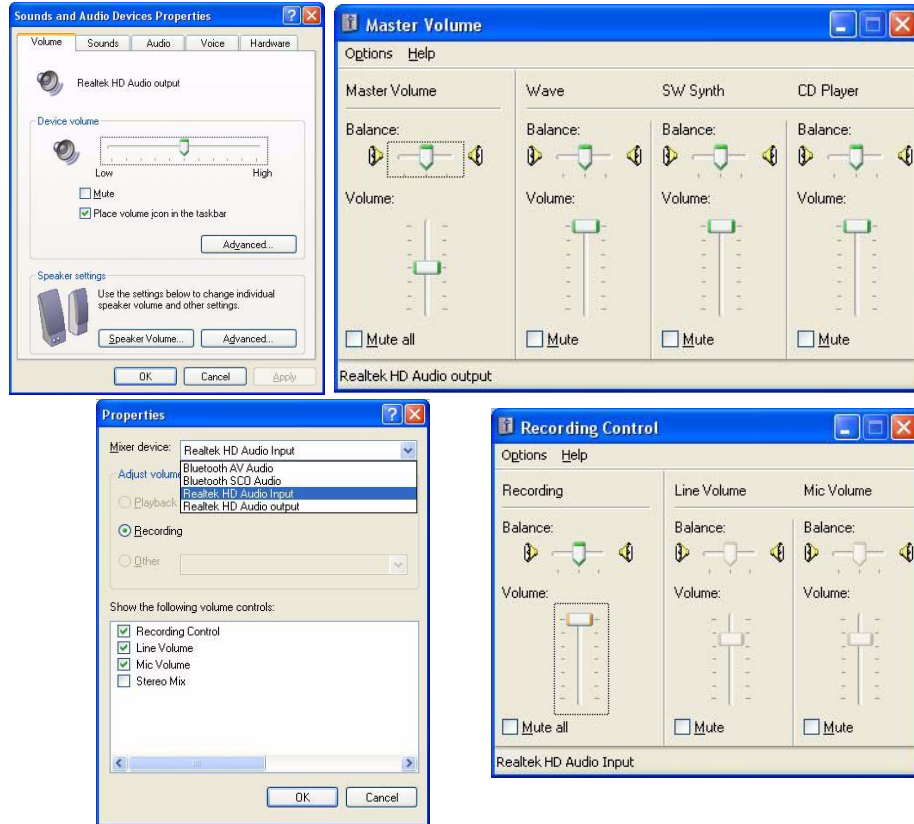 Sounds and Audio Devices Properties
Volume Sounds Audio Voice Hardware
Realtek HD Audio output
Device volume
Low High
Mute
Place volume icon in the taskbar
Advanced...
Speaker settings
Use the settings below to change individual
speaker volume and other settings.
Speaker Volume... Advanced...
OK Cancel Apply
Master Volume
Options Help
Master Volume Wave SW Synth CD Player
Balance: Balance: Balance: Balance:
Volume: Volume: Volume: Volume:
Mute all Mute Mute Mute
Realtek HD Audio output
Properties
Mixer device: Realtek HD Audio Input
Bluetooth AV Audio
Bluetooth SCO Audio
Realtek HD Audio Input
Realtek HD Audio output
Adjust volume
Playback
Recording
Other
Show the following volume controls:
Recording Control
Line Volume
Mic Volume
Stereo Mix
OK Cancel
Recording Control
Options Help
Recording Line Volume Mic Volume
Balance: Balance: Balance:
Volume: Volume: Volume:
Mute all Mute Mute
Realtek HD Audio Input